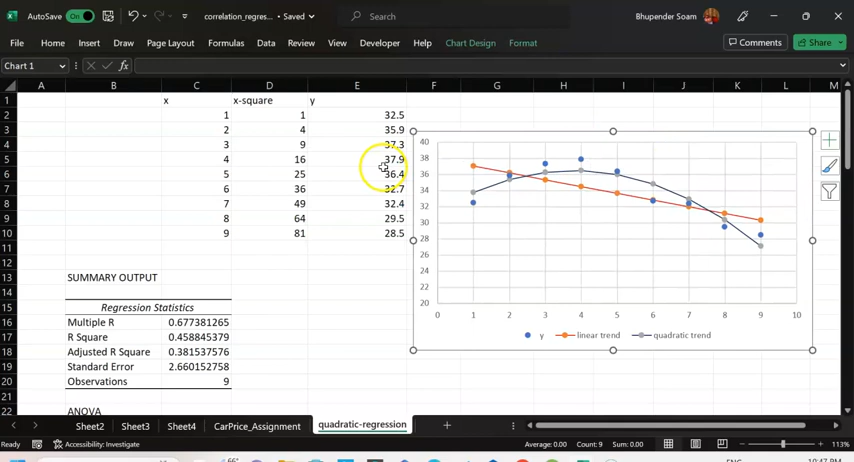 AutoSave On correlation_regres... • Saved Search Bhupender Soam
File Home Insert Draw Page Layout Formulas Data Review View Developer Help Chart Design Format Comments Share
Chart 1 fx
A B C D E F G H I J K L M
1 x x-square y
2 1 1 32.5
3 2 4 35.9
4 3 9 37.3
5 4 16 37.9
6 5 25 36.4
7 6 36 32.7
8 7 49 32.4
9 8 64 29.5
10 9 81 28.5
11
12
13 SUMMARY OUTPUT
14
15 Regression Statistics
16 Multiple R 0.677381265
17 R Square 0.458845379
18 Adjusted R Square 0.381537576
19 Standard Error 2.660152758
20 Observations 9
21
22 ANOVA
40
38
36
34
32
30
28
26
24
22
20
0 1 2 3 4 5 6 7 8 9 10
y linear trend quadratic trend
Sheet2 Sheet3 Sheet4 CarPrice_Assignment quadratic-regression
Ready Accessibility: Investigate Average: 0.00 Count: 9 Sum: 0.00 113%
66° ENG 10:47 PM